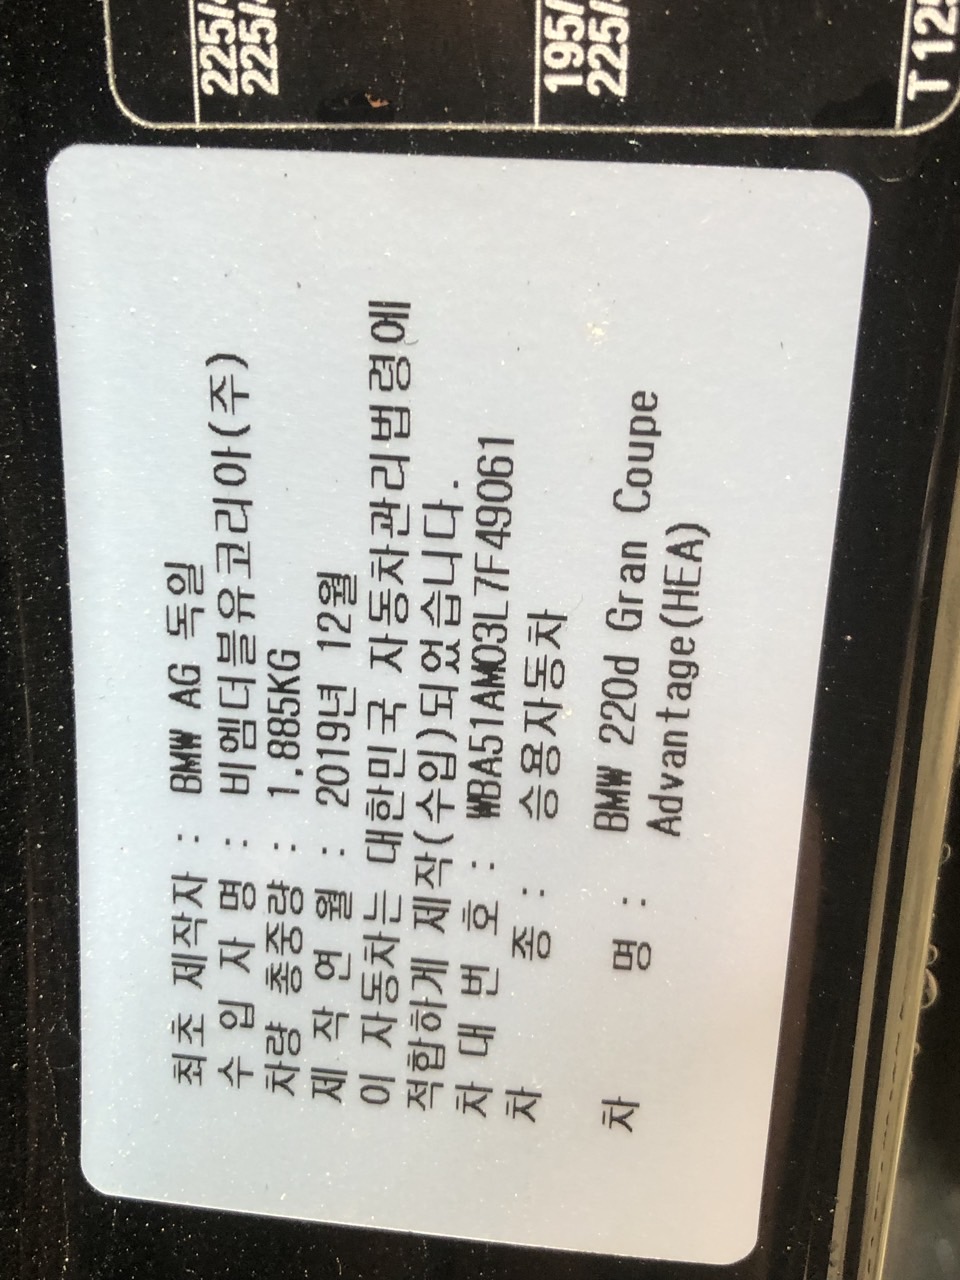 최초 제작자 : BMW AG 독일
수 입 자 명 : 비엠더블유코리아(주)
차량 총중량 : 1,885KG
제 작 연 월 : 2019년 12월
이 자동차는 대한민국 자동차관리법령에
적합하게 제작(수입)되었습니다.
차 대 번 호 : WBA51AM03L7F49061
차 종 : 승용자동차
차 명 : BMW 220d Gran Coupe
Advantage(HEA)
225/
225/
195/
225/